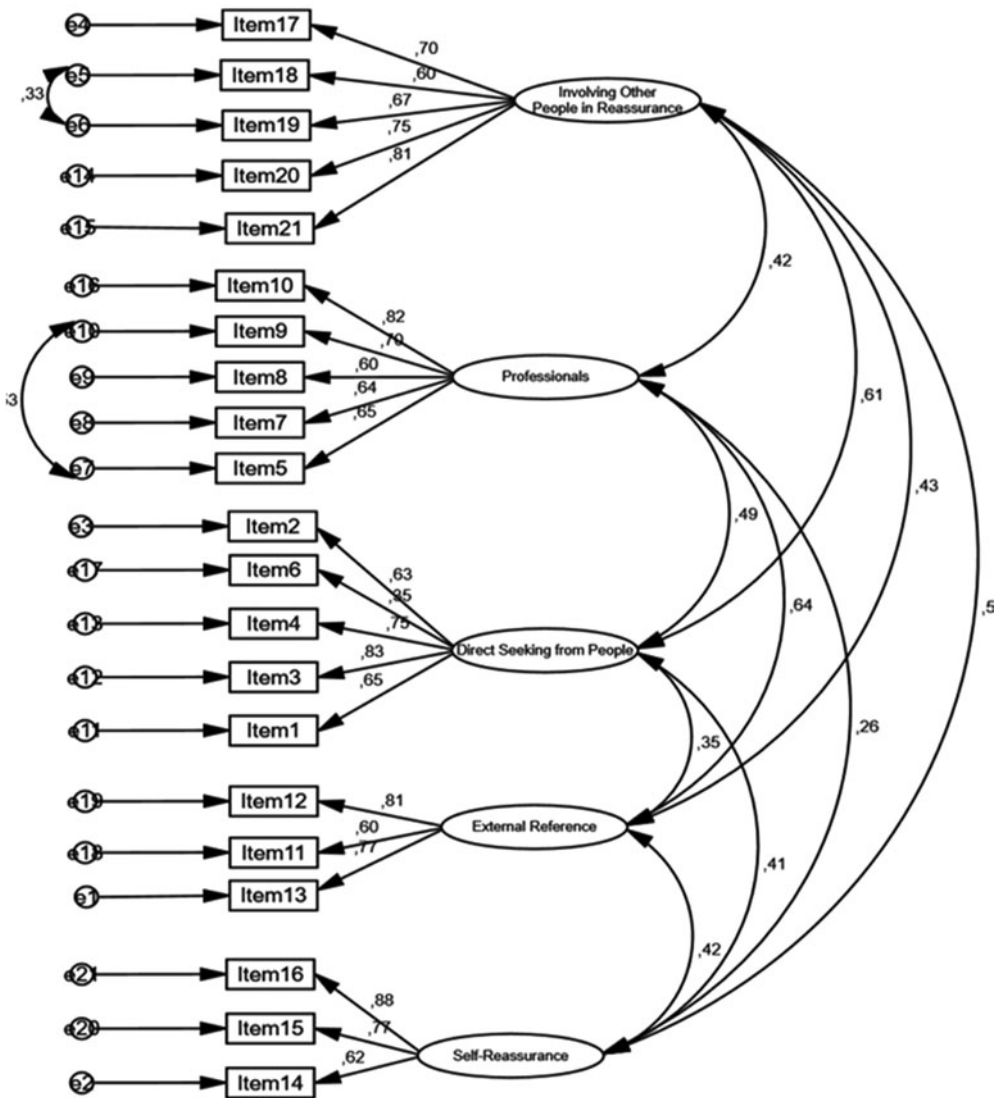 e4 Item17
,70
e5 Item18
,60
Involving Other
People in Reassurance
,33
e6 Item19
,67
,75
e14 Item20
,81
e15 Item21
,42
e16 Item10
,82
e10 Item9
,70
e9 Item8
,60
Professionals
e8 Item7
,64
,61
,65
e7 Item5
,43
e3 Item2
,49
e17 Item6
,63
,35
,64
e13 Item4
,75
Direct Seeking from People
e12 Item3
,83
,65
e11 Item1
,35
,26
e19 Item12
,81
External Reference
,60
e18 Item11
,77
,41
e1 Item13
,42
e21 Item16
,88
e20 Item15
,77
Self-Reassurance
,62
e2 Item14